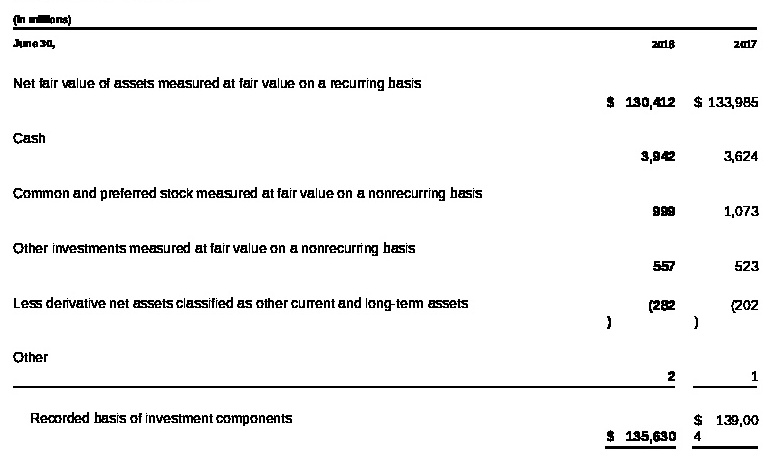 (In millions)
June 30, 2018 2017
Net fair value of assets measured at fair value on a recurring basis
$ 130,412 $ 133,985
Cash
3,942 3,624
Common and preferred stock measured at fair value on a nonrecurring basis
999 1,073
Other investments measured at fair value on a nonrecurring basis
557 523
Less derivative net assets classified as other current and long-term assets (282 (202
) )
Other
2 1
Recorded basis of investment components $ 139,00
$ 135,630 4